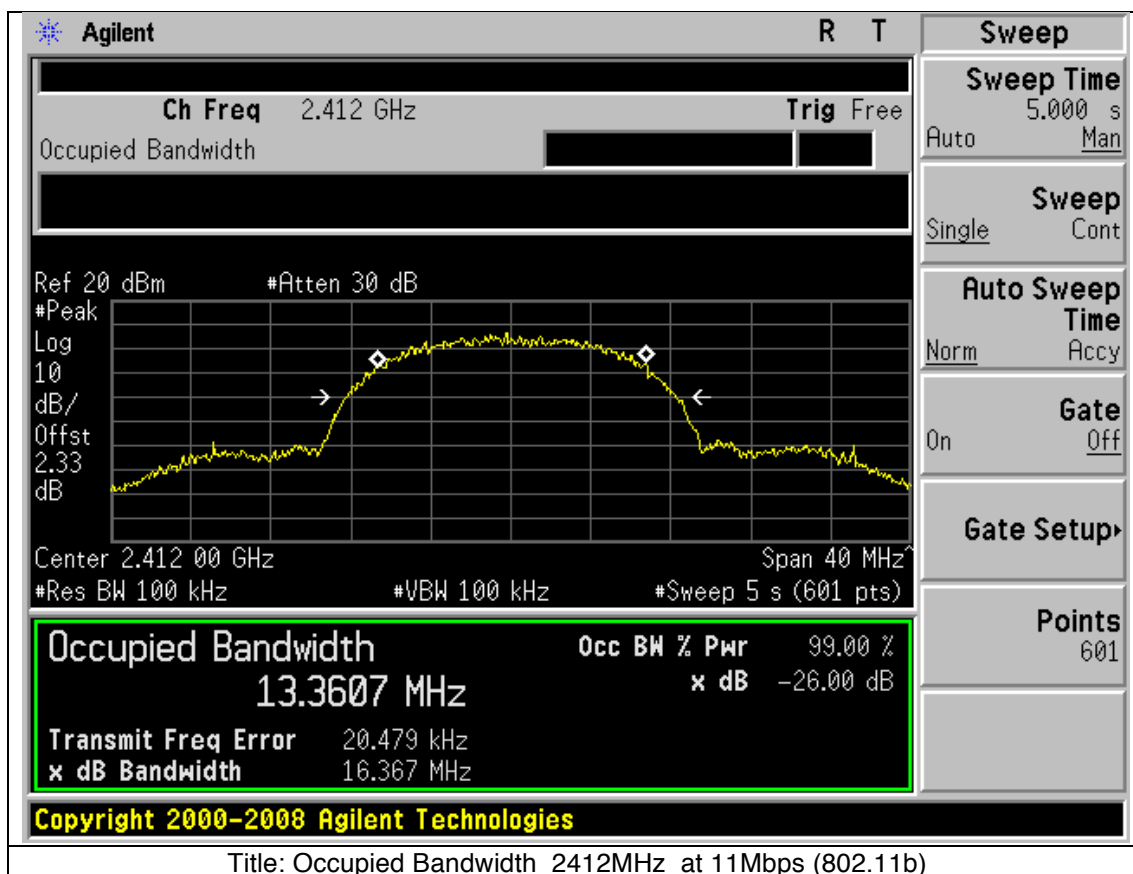 Agilent R T Sweep
Ch Freq 2.412 GHz Trig Free
Occupied Bandwidth
Sweep Time
5.000 s
Auto Man
Sweep
Single Cont
Auto Sweep
Time
Norm Accy
Gate
On Off
Gate Setup
Points
601
Ref 20 dBm #Atten 30 dB
#Peak
Log
10
dB/
Offst
2.33
dB
Center 2.412 00 GHz Span 40 MHz^
#Res BW 100 kHz #VBW 100 kHz #Sweep 5 s (601 pts)
Occupied Bandwidth Occ BW % Pwr 99.00 %
13.3607 MHz x dB -26.00 dB
Transmit Freq Error 20.479 kHz
x dB Bandwidth 16.367 MHz
Copyright 2000-2008 Agilent Technologies
Title: Occupied Bandwidth 2412MHz at 11Mbps (802.11b)